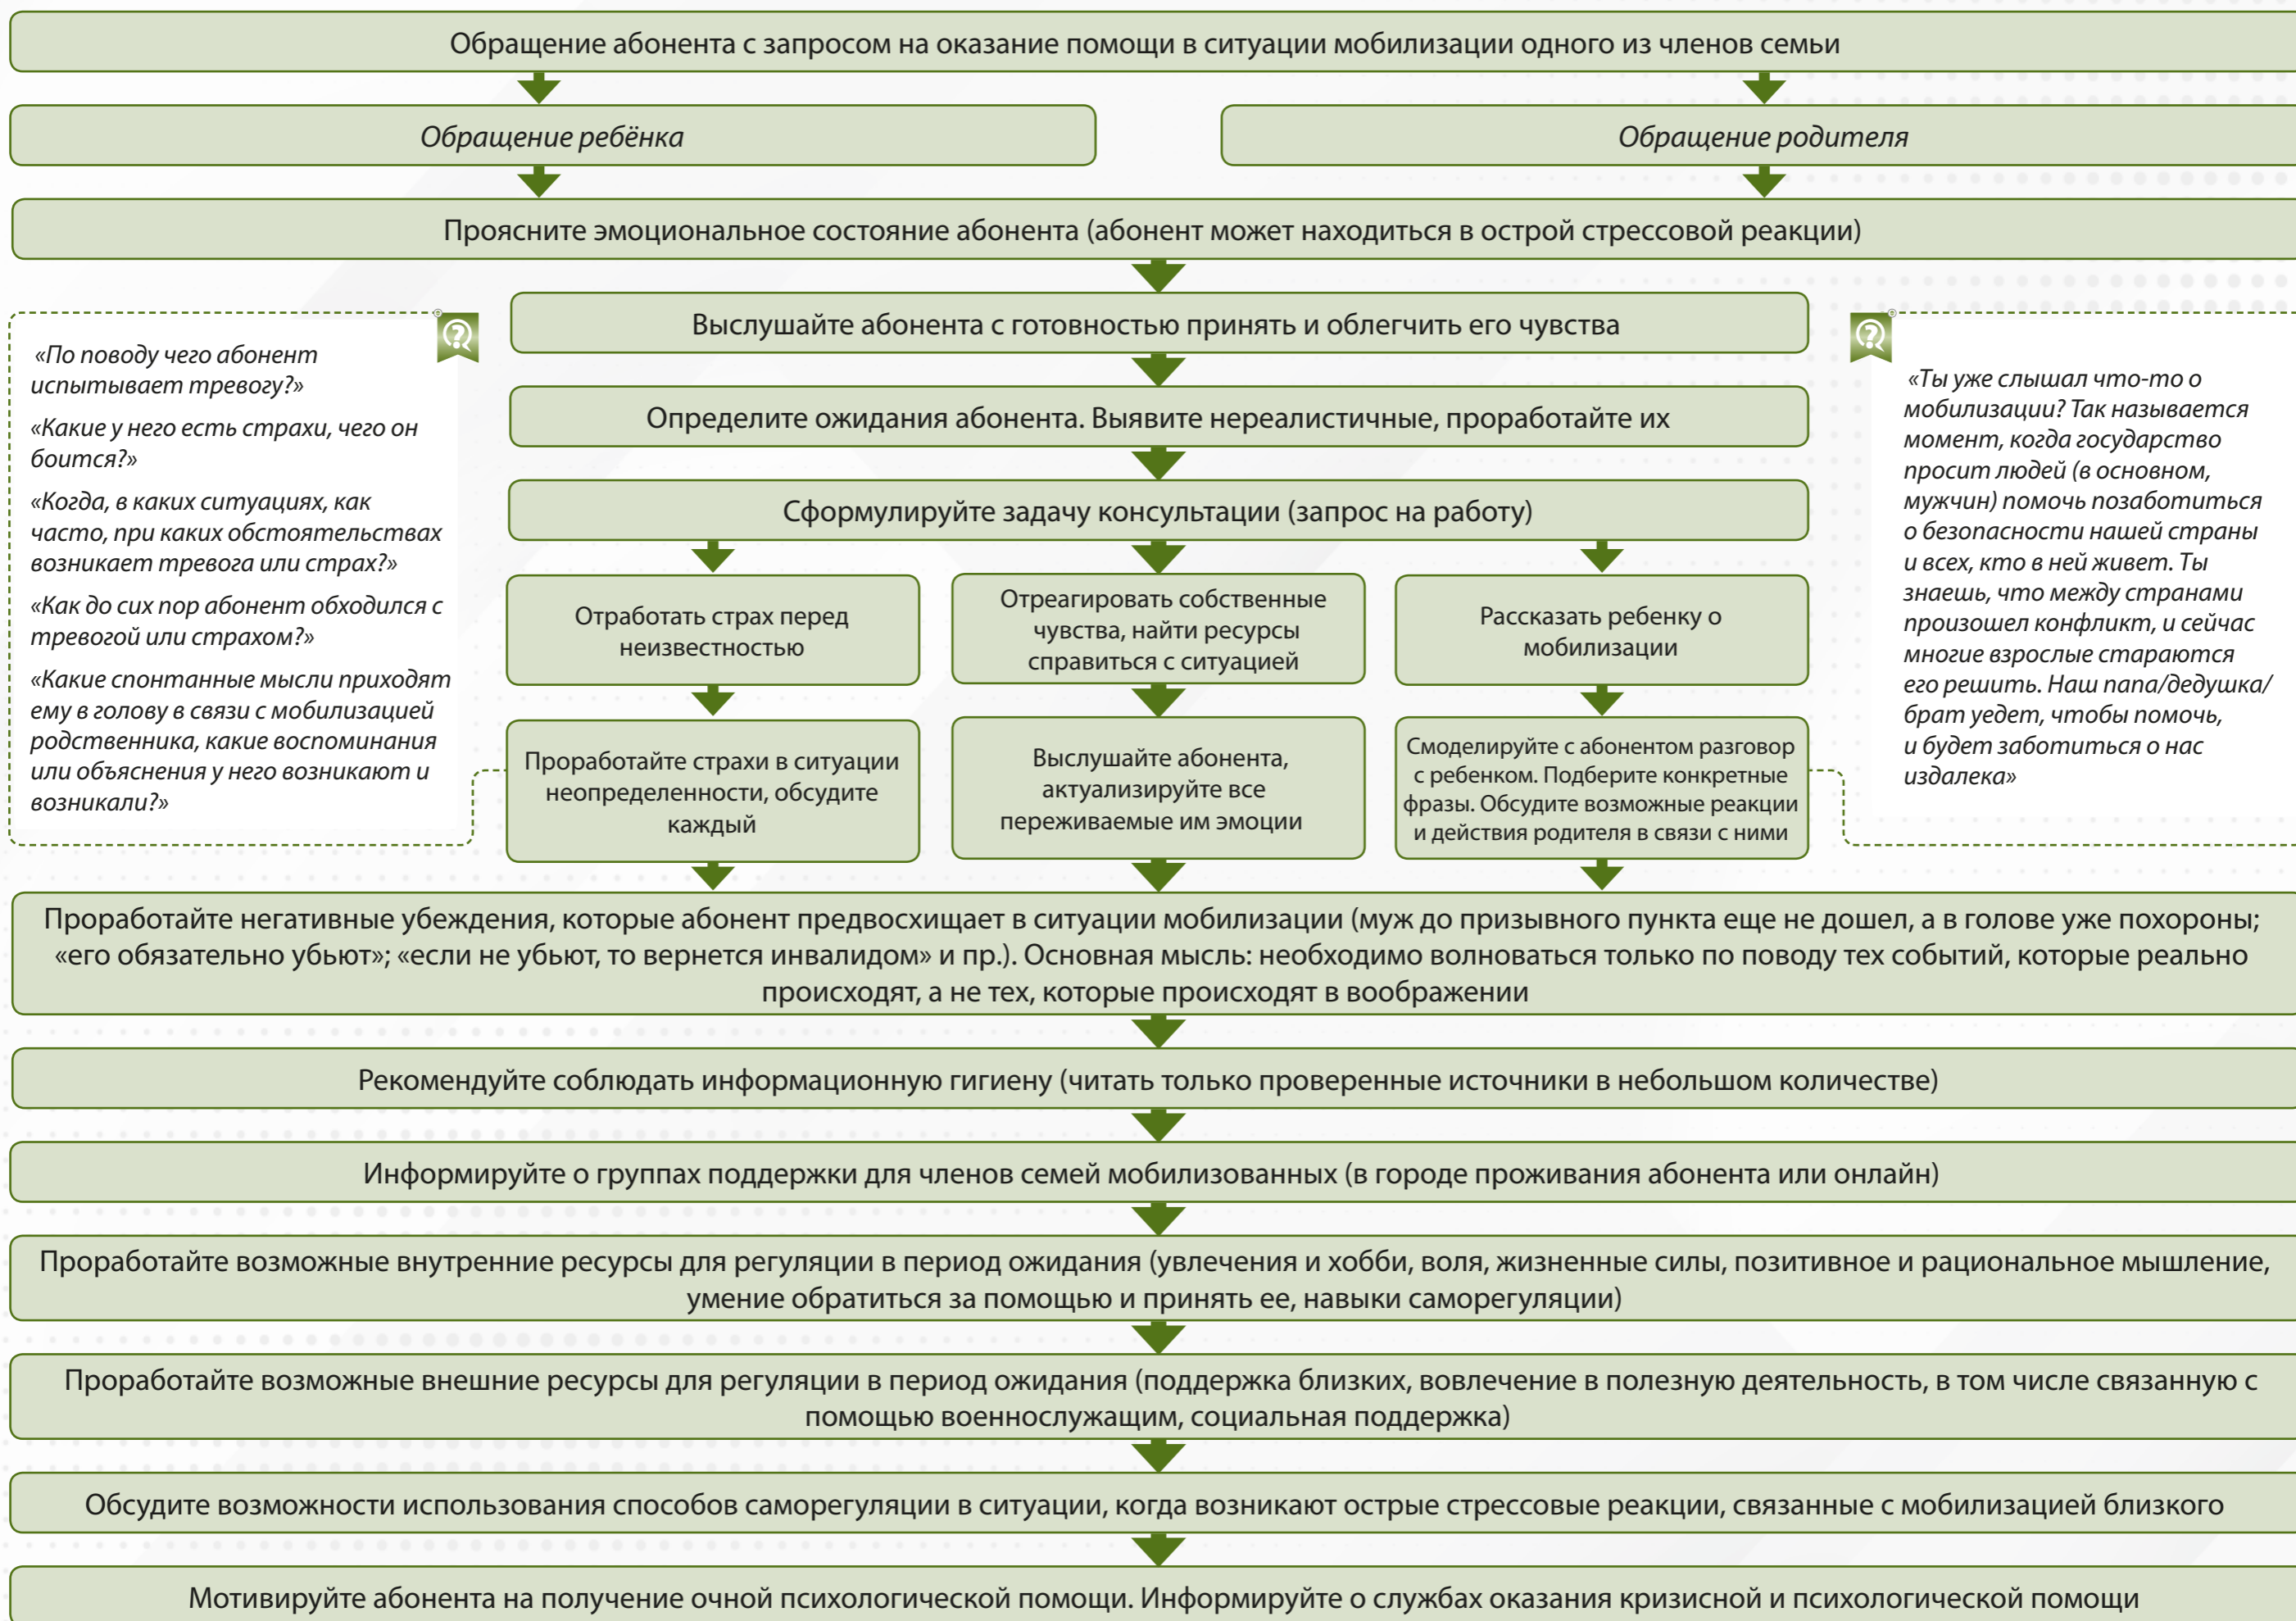 Обращение абонента с запросом на оказание помощи в ситуации мобилизации одного из членов семьи
Обращение ребёнка
Обращение родителя
Проясните эмоциональное состояние абонента (абонент может находиться в острой стрессовой реакции)
Выслушайте абонента с готовностью принять и облегчить его чувства
Определите ожидания абонента. Выявите нереалистичные, проработайте их
Сформулируйте задачу консультации (запрос на работу)
«По поводу чего абонент
испытывает тревогу?»
«Какие у него есть страхи, чего он
боится?»
«Когда, в каких ситуациях, как
часто, при каких обстоятельствах
возникает тревога или страх?»
«Как до сих пор абонент обходился с
тревогой или страхом?»
«Какие спонтанные мысли приходят
ему в голову в связи с мобилизацией
родственника, какие воспоминания
или объяснения у него возникают и
возникали?»
Отработать страх перед
неизвестностью
Отреагировать собственные
чувства, найти ресурсы
справиться с ситуацией
Рассказать ребенку о
мобилизации
Проработайте страхи в ситуации
неопределенности, обсудите
каждый
Выслушайте абонента,
актуализируйте все
переживаемые им эмоции
Смоделируйте с абонентом разговор
с ребенком. Подберите конкретные
фразы. Обсудите возможные реакции
и действия родителя в связи с ними
«Ты уже слышал что-то о
мобилизации? Так называется
момент, когда государство
просит людей (в основном,
мужчин) помочь позаботиться
о безопасности нашей страны
и всех, кто в ней живет. Ты
знаешь, что между странами
произошел конфликт, и сейчас
многие взрослые стараются
его решить. Наш папа/дедушка/
брат уедет, чтобы помочь,
и будет заботиться о нас
издалека»
Проработайте негативные убеждения, которые абонент предвосхищает в ситуации мобилизации (муж до призывного пункта еще не дошел, а в голове уже похороны;
«его обязательно убьют»; «если не убьют, то вернется инвалидом» и пр.). Основная мысль: необходимо волноваться только по поводу тех событий, которые реально
происходят, а не тех, которые происходят в воображении
Рекомендуйте соблюдать информационную гигиену (читать только проверенные источники в небольшом количестве)
Информируйте о группах поддержки для членов семей мобилизованных (в городе проживания абонента или онлайн)
Проработайте возможные внутренние ресурсы для регуляции в период ожидания (увлечения и хобби, воля, жизненные силы, позитивное и рациональное мышление,
умение обратиться за помощью и принять ее, навыки саморегуляции)
Проработайте возможные внешние ресурсы для регуляции в период ожидания (поддержка близких, вовлечение в полезную деятельность, в том числе связанную с
помощью военнослужащим, социальная поддержка)
Обсудите возможности использования способов саморегуляции в ситуации, когда возникают острые стрессовые реакции, связанные с мобилизацией близкого
Мотивируйте абонента на получение очной психологической помощи. Информируйте о службах оказания кризисной и психологической помощи